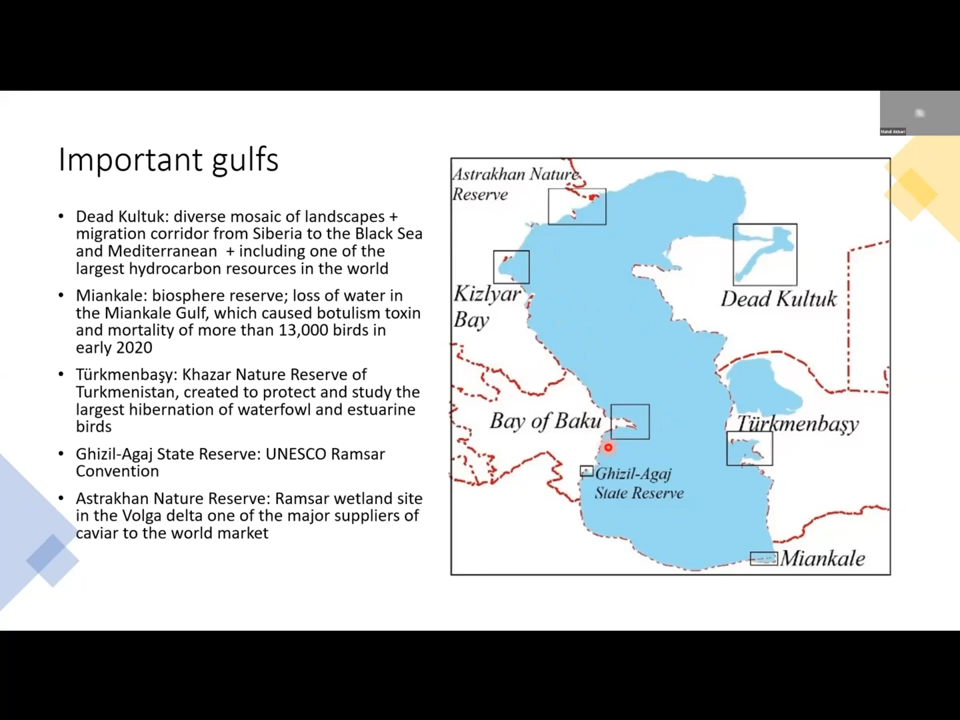 Important gulfs
• Dead Kultuk: diverse mosaic of landscapes +
migration corridor from Siberia to the Black Sea
and Mediterranean + including one of the
largest hydrocarbon resources in the world
• Miankale: biosphere reserve; loss of water in
the Miankale Gulf, which caused botulism toxin
and mortality of more than 13,000 birds in
early 2020
• Türkmenbaşy: Khazar Nature Reserve of
Turkmenistan, created to protect and study the
largest hibernation of waterfowl and estuarine
birds
• Ghizil-Agaj State Reserve: UNESCO Ramsar
Convention
• Astrakhan Nature Reserve: Ramsar wetland site
in the Volga delta one of the major suppliers of
caviar to the world market
Astrakhan Nature
Reserve
Kizlyar
Bay
Dead Kultuk
Bay of Baku
Türkmenbaşy
Ghizil-Agaj
State Reserve
Miankale